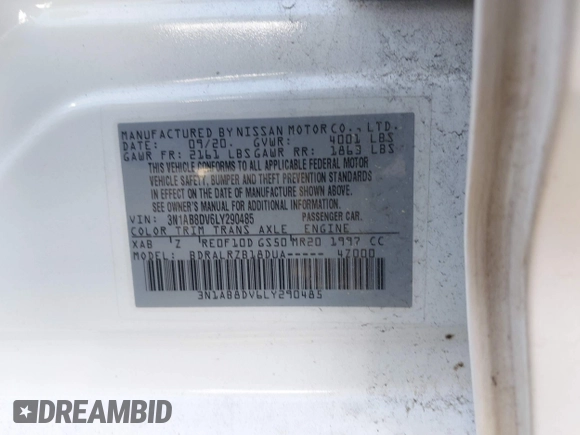 MANUFACTURED BY NISSAN MOTOR CO., LTD.
DATE: 09/20. GVWR: 4001 LBS
GAWR FR: 2161 LBS GAWR RR: 1863 LBS
THIS VEHICLE CONFORMS TO ALL APPLICABLE FEDERAL MOTOR
VEHICLE SAFETY, BUMPER AND THEFT PREVENTION STANDARDS
IN EFFECT ON THE DATE OF MANUFACTURE SHOWN ABOVE.
SEE OWNER'S MANUAL FOR ADDITIONAL INFORMATION.
VIN: 3N1AB8DV6LY290485 PASSENGER CAR.
COLOR TRIM TRANS AXLE ENGINE
XAB Z RE0F10D GS50 MR20 1997 CC
MODEL: BDRALRZB18DUA----- 4Z000
3N1AB8DV6LY290485
DREAMBID